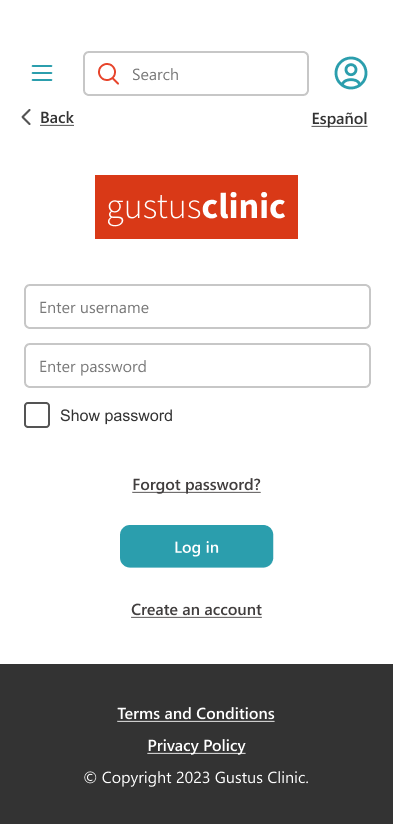 Search
Back
Español
gustusclinic
Enter username
Enter password
Show password
Forgot password?
Log in
Create an account
Terms and Conditions
Privacy Policy
© Copyright 2023 Gustus Clinic.